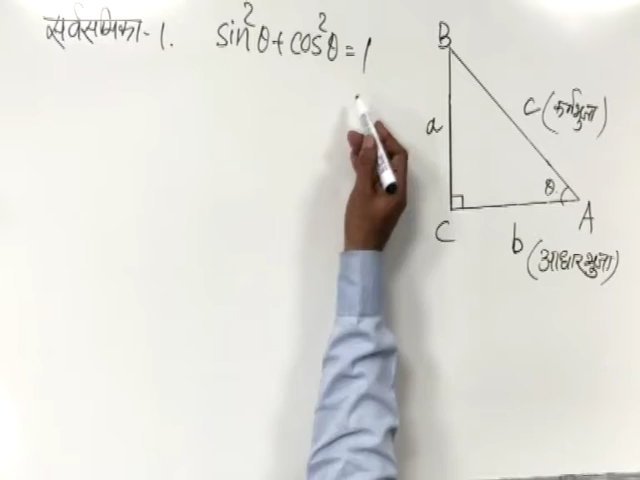 सर्वसमिका-1. sin²θ + cos²θ = 1
B
a
c (कर्णभुजा)
θ
C
A
b (आधारभुजा)